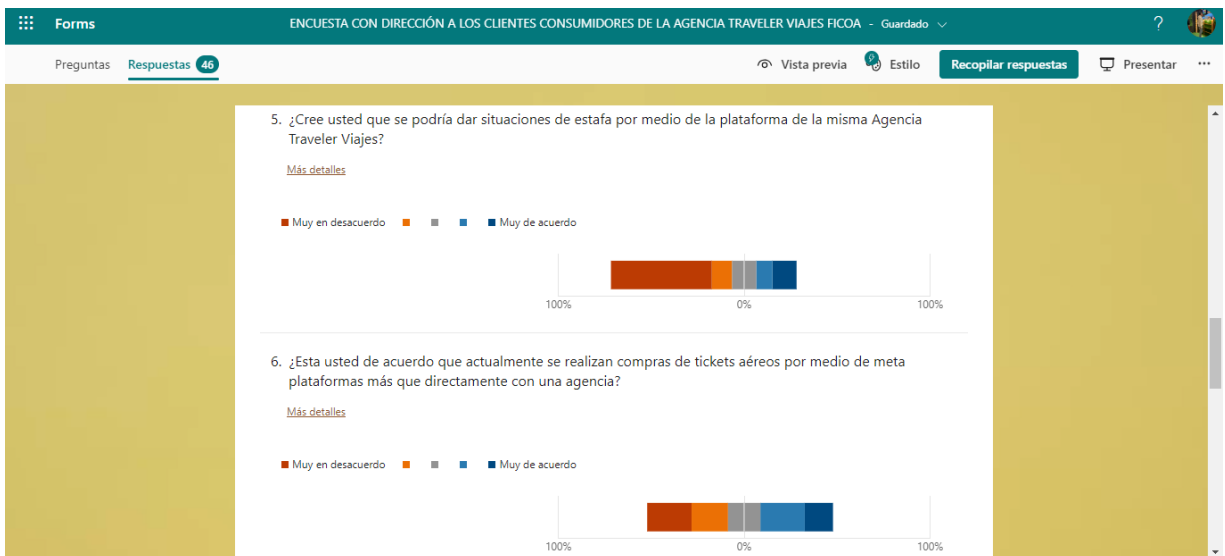 Forms
ENCUESTA CON DIRECCIÓN A LOS CLIENTES CONSUMIDORES DE LA AGENCIA TRAVELER VIAJES FICOA - Guardado
?
Preguntas Respuestas 46
Vista previa Estilo Recopilar respuestas Presentar ...
5. ¿Cree usted que se podría dar situaciones de estafa por medio de la plataforma de la misma Agencia
Traveler Viajes?
Más detalles
Muy en desacuerdo Muy de acuerdo
100% 0% 100%
6. ¿Esta usted de acuerdo que actualmente se realizan compras de tickets aéreos por medio de meta
plataformas más que directamente con una agencia?
Más detalles
Muy en desacuerdo Muy de acuerdo
100% 0% 100%